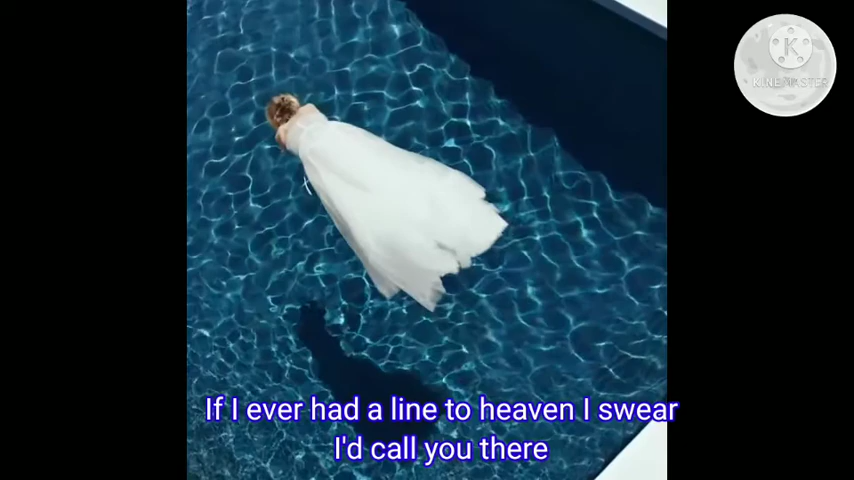 K
KINEMASTER
If I ever had a line to heaven I swear
I'd call you there